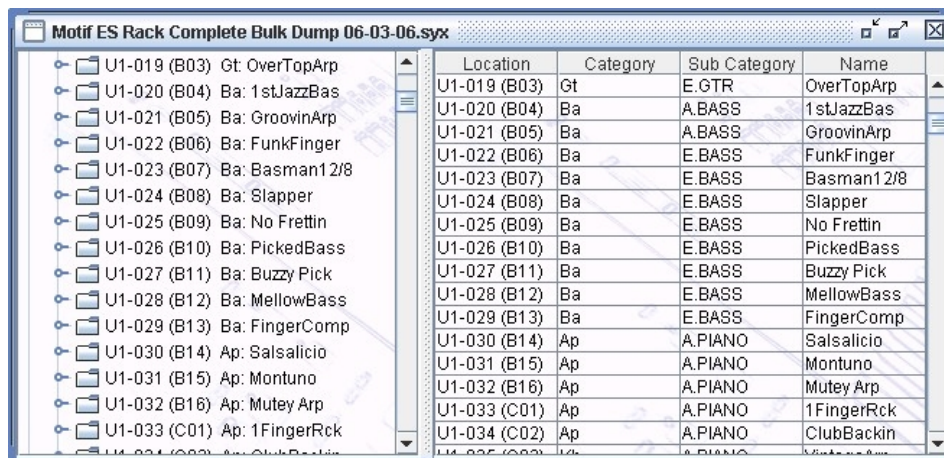 Motif ES Rack Complete Bulk Dump 06-03-06.syx
U1-019 (B03) Gt: OverTopArp
U1-020 (B04) Ba: 1stJazzBas
U1-021 (B05) Ba: GroovinArp
U1-022 (B06) Ba: FunkFinger
U1-023 (B07) Ba: Basman12/8
U1-024 (B08) Ba: Slapper
U1-025 (B09) Ba: No Frettin
U1-026 (B10) Ba: PickedBass
U1-027 (B11) Ba: Buzzy Pick
U1-028 (B12) Ba: MellowBass
U1-029 (B13) Ba: FingerComp
U1-030 (B14) Ap: Salsalicio
U1-031 (B15) Ap: Montuno
U1-032 (B16) Ap: Mutey Arp
U1-033 (C01) Ap: 1FingerRck
Location Category Sub Category Name
U1-019 (B03) Gt E.GTR OverTopArp
U1-020 (B04) Ba A.BASS 1stJazzBas
U1-021 (B05) Ba A.BASS GroovinArp
U1-022 (B06) Ba E.BASS FunkFinger
U1-023 (B07) Ba E.BASS Basman12/8
U1-024 (B08) Ba E.BASS Slapper
U1-025 (B09) Ba E.BASS No Frettin
U1-026 (B10) Ba E.BASS PickedBass
U1-027 (B11) Ba E.BASS Buzzy Pick
U1-028 (B12) Ba E.BASS MellowBass
U1-029 (B13) Ba E.BASS FingerComp
U1-030 (B14) Ap A.PIANO Salsalicio
U1-031 (B15) Ap A.PIANO Montuno
U1-032 (B16) Ap A.PIANO Mutey Arp
U1-033 (C01) Ap A.PIANO 1FingerRck
U1-034 (C02) Ap A.PIANO ClubBackin